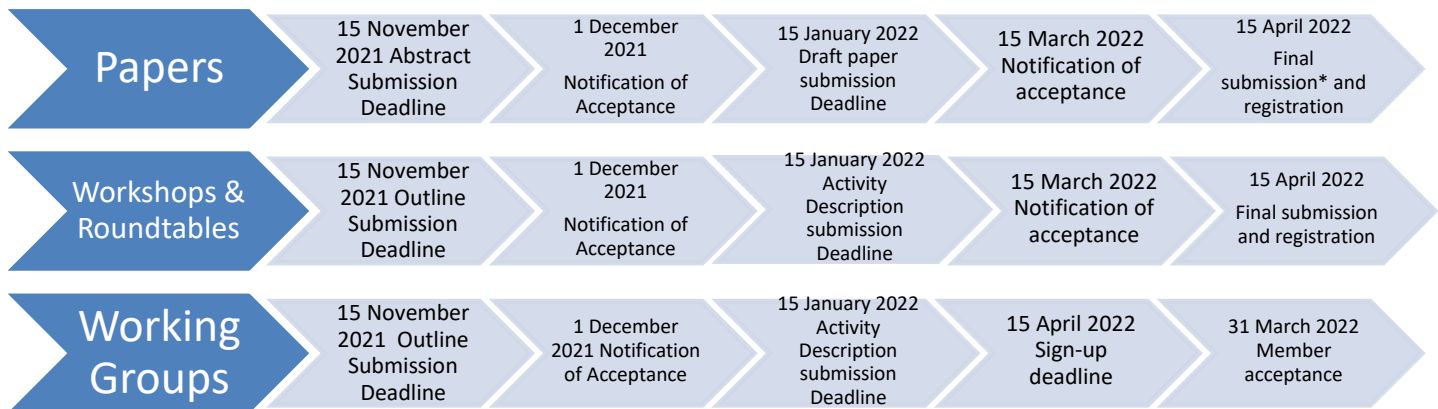 Papers
15 November
2021 Abstract
Submission
Deadline
1 December
2021
Notification of
Acceptance
15 January 2022
Draft paper
submission
Deadline
15 March 2022
Notification of
acceptance
15 April 2022
Final
submission* and
registration
Workshops &
Roundtables
15 November
2021 Outline
Submission
Deadline
1 December
2021
Notification of
Acceptance
15 January 2022
Activity
Description
submission
Deadline
15 March 2022
Notification of
acceptance
15 April 2022
Final submission
and registration
Working
Groups
15 November
2021 Outline
Submission
Deadline
1 December
2021 Notification
of Acceptance
15 January 2022
Activity
Description
submission
Deadline
15 April 2022
Sign-up
deadline
31 March 2022
Member
acceptance